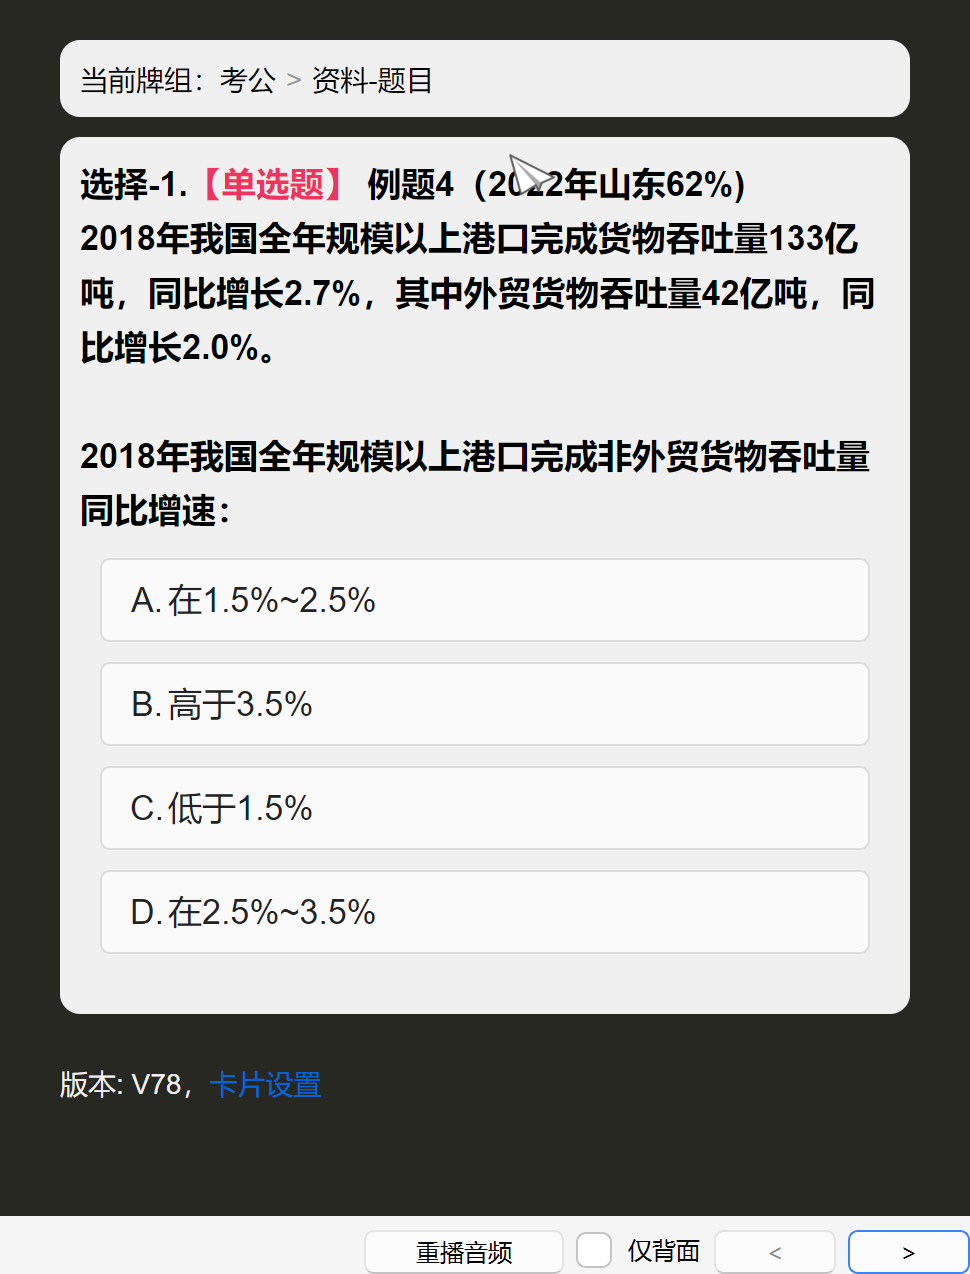 当前牌组：考公 > 资料-题目
选择-1.【单选题】 例题4（2022年山东62%)
2018年我国全年规模以上港口完成货物吞吐量133亿
吨，同比增长2.7%，其中外贸货物吞吐量42亿吨，同
比增长2.0%。
2018年我国全年规模以上港口完成非外贸货物吞吐量
同比增速：
A. 在1.5%~2.5%
B. 高于3.5%
C. 低于1.5%
D. 在2.5%~3.5%
版本: V78，卡片设置
重播音频 仅背面 < >